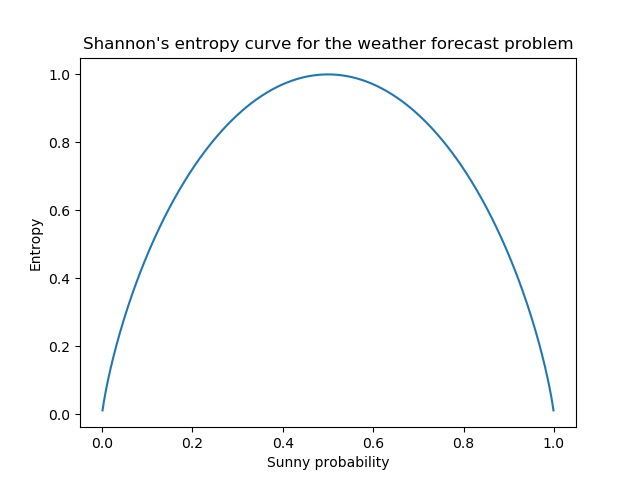 Shannon's entropy curve for the weather forecast problem
1.0
0.8
0.6
0.4
0.2
0.0
Entropy
0.0 0.2 0.4 0.6 0.8 1.0
Sunny probability